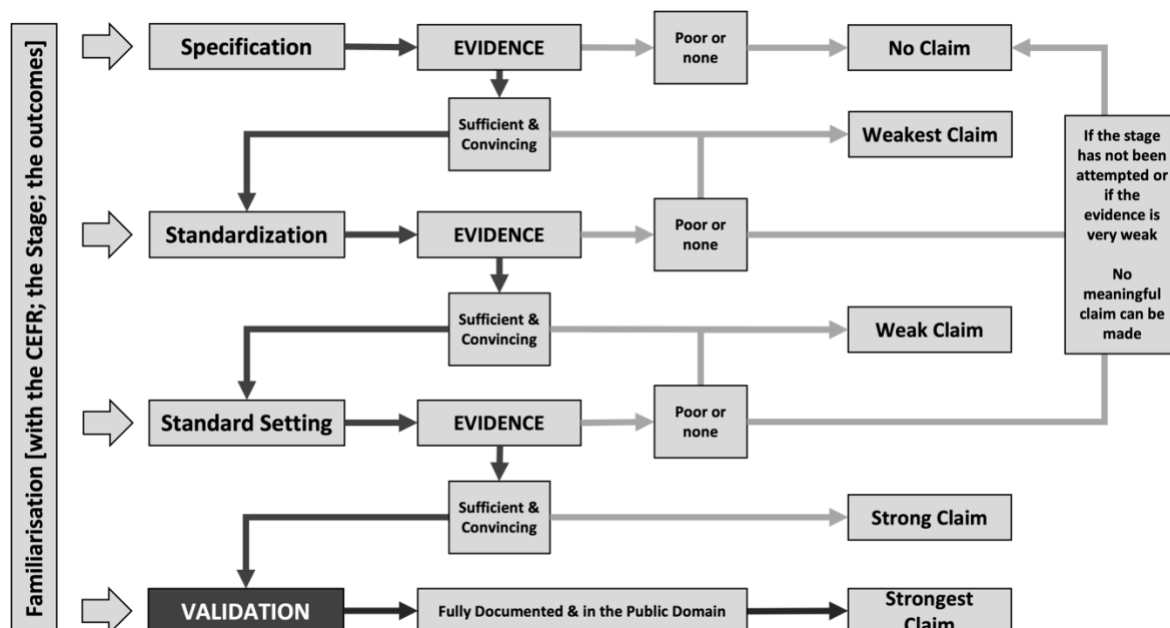 Familiarisation [with the CEFR; the Stage; the outcomes]
Specification
EVIDENCE
Poor or
none
No Claim
Sufficient &
Convincing
Weakest Claim
If the stage
has not been
attempted or
if the
evidence is
very weak
No
meaningful
claim can be
made
Standardization
EVIDENCE
Poor or
none
Sufficient &
Convincing
Weak Claim
Standard Setting
EVIDENCE
Poor or
none
Sufficient &
Convincing
Strong Claim
VALIDATION
Fully Documented & in the Public Domain
Strongest
Claim